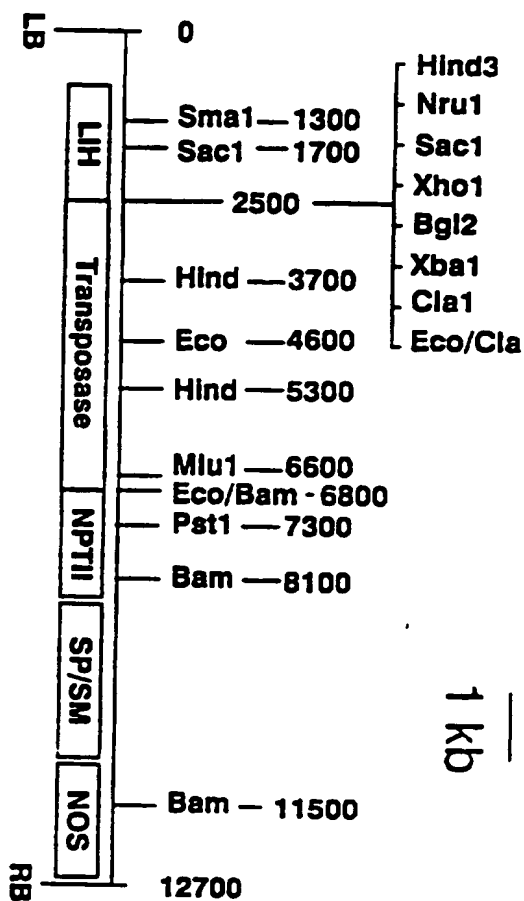 LB
0
Hind3
Nru1
Sac1
Xho1
Bgl2
Xba1
Cla1
Eco/Cla
Sma1 1300
Sac1 1700
2500
Hind 3700
Eco 4600
Hind 5300
Mlu1 6600
Eco/Bam - 6800
Pst1 7300
Bam 8100
Bam 11500
12700
RB
LIH
Transposase
NPTII
SP/SM
NOS
1 kb